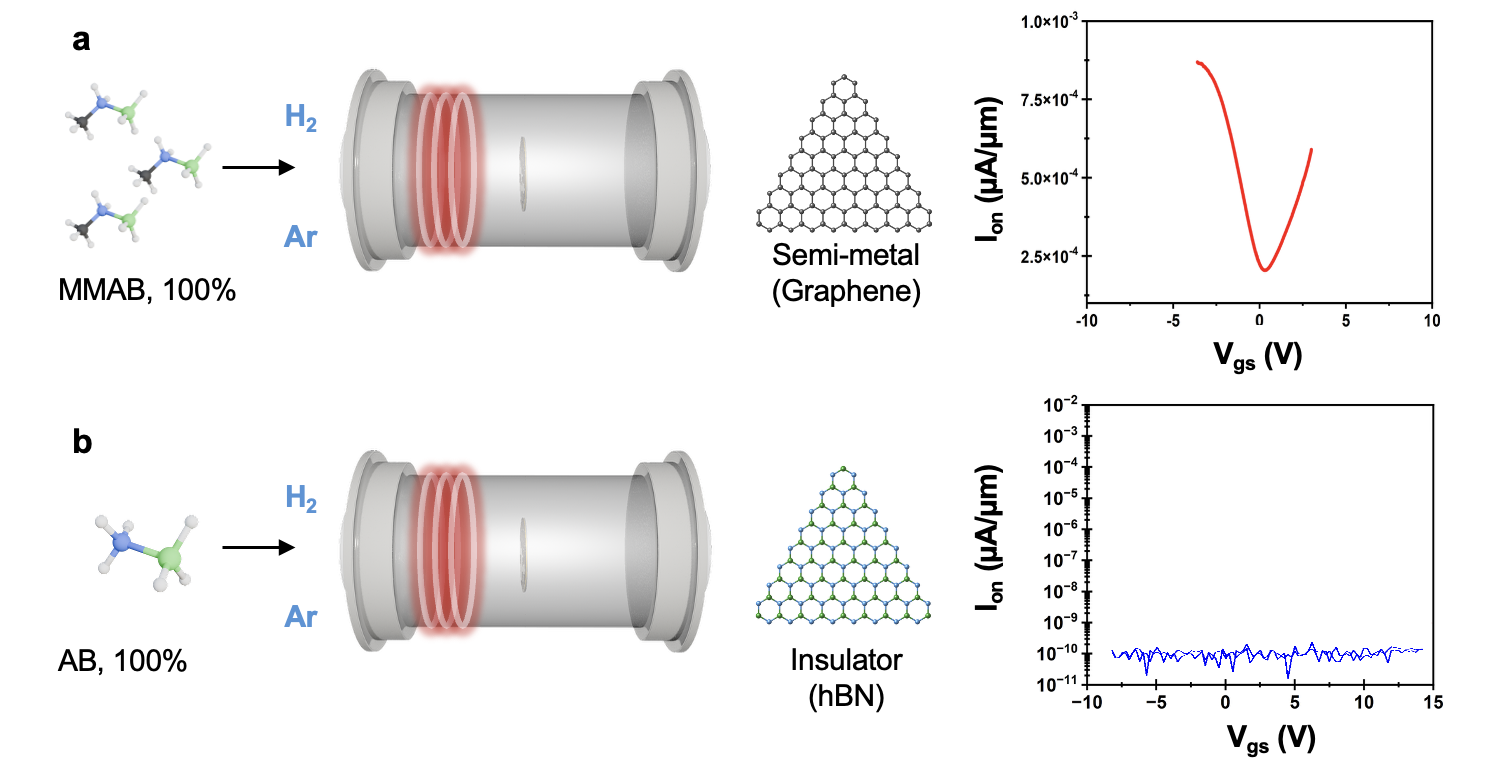 a
H₂
Ar
MMAB, 100%
Semi-metal
(Graphene)
1.0×10⁻³
7.5×10⁻⁴
5.0×10⁻⁴
2.5×10⁻⁴
Iₒₙ (µA/µm)
-10 -5 0 5 10
V_gs (V)
b
H₂
Ar
AB, 100%
Insulator
(hBN)
10⁻²
10⁻³
10⁻⁴
10⁻⁵
10⁻⁶
10⁻⁷
10⁻⁸
10⁻⁹
10⁻¹⁰
10⁻¹¹
Iₒₙ (µA/µm)
−10 −5 0 5 10 15
V_gs (V)